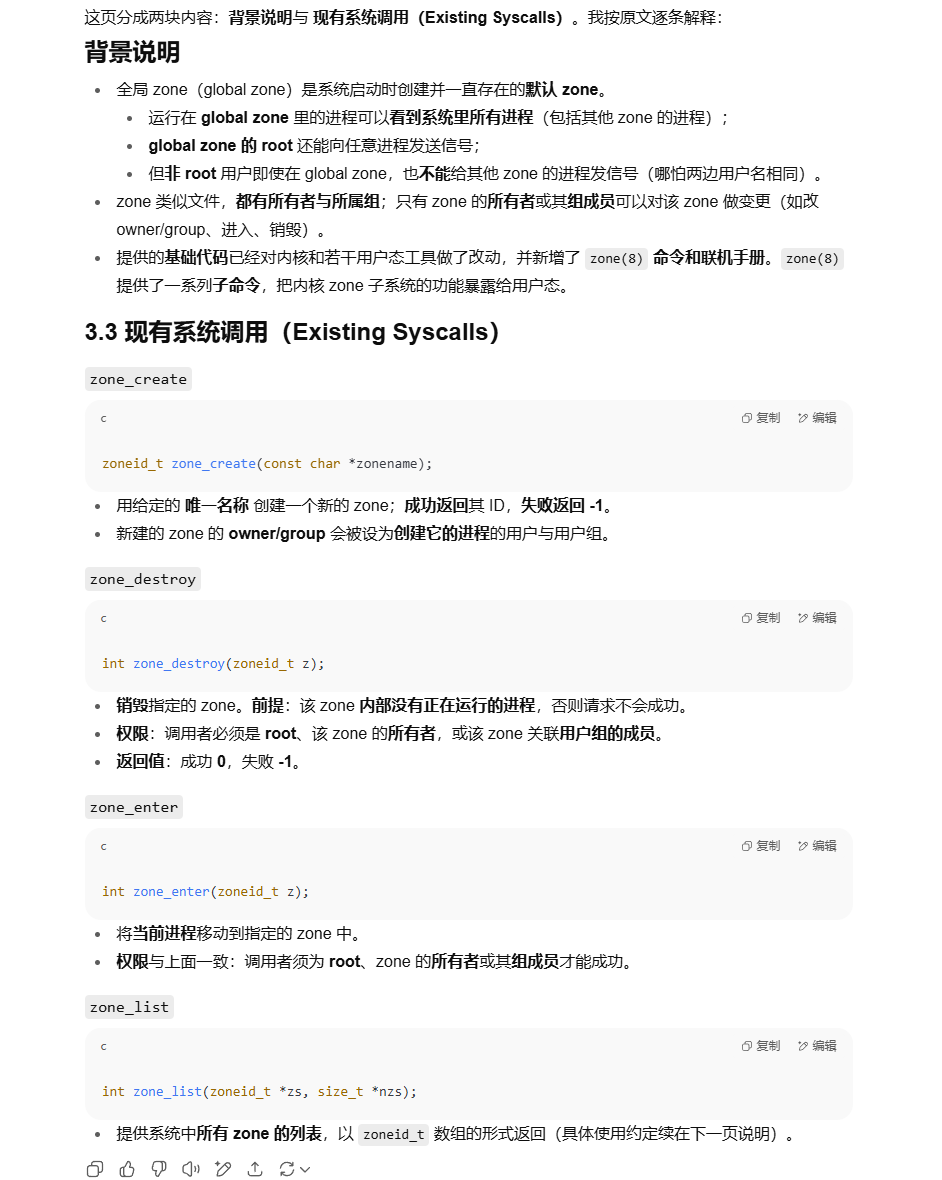 这页分成两块内容：背景说明与 现有系统调用（Existing Syscalls）。我按原文逐条解释：
背景说明
全局 zone（global zone）是系统启动时创建并一直存在的默认 zone。
运行在 global zone 里的进程可以看到系统里所有进程（包括其他 zone 的进程）；
global zone 的 root 还能向任意进程发送信号；
但非 root 用户即使在 global zone，也不能给其他 zone 的进程发信号（哪怕两边用户名相同）。
zone 类似文件，都有所有者与所属组；只有 zone 的所有者或其组成员可以对该 zone 做变更（如改
owner/group、进入、销毁）。
提供的基础代码已经对内核和若干用户态工具做了改动，并新增了 zone(8) 命令和联机手册。zone(8)
提供了一系列子命令，把内核 zone 子系统的功能暴露给用户态。
3.3 现有系统调用（Existing Syscalls）
zone_create
c 复制 编辑
zoneid_t zone_create(const char *zonename);
用给定的 唯一名称 创建一个新的 zone；成功返回其 ID，失败返回 -1。
新建的 zone 的 owner/group 会被设为创建它的进程的用户与用户组。
zone_destroy
c 复制 编辑
int zone_destroy(zoneid_t z);
销毁指定的 zone。前提：该 zone 内部没有正在运行的进程，否则请求不会成功。
权限：调用者必须是 root、该 zone 的所有者，或该 zone 关联用户组的成员。
返回值：成功 0，失败 -1。
zone_enter
c 复制 编辑
int zone_enter(zoneid_t z);
将当前进程移动到指定的 zone 中。
权限与上面一致：调用者须为 root、zone 的所有者或其组成员才能成功。
zone_list
c 复制 编辑
int zone_list(zoneid_t *zs, size_t *nzs);
提供系统中所有 zone 的列表，以 zoneid_t 数组的形式返回（具体使用约定续在下一页说明）。